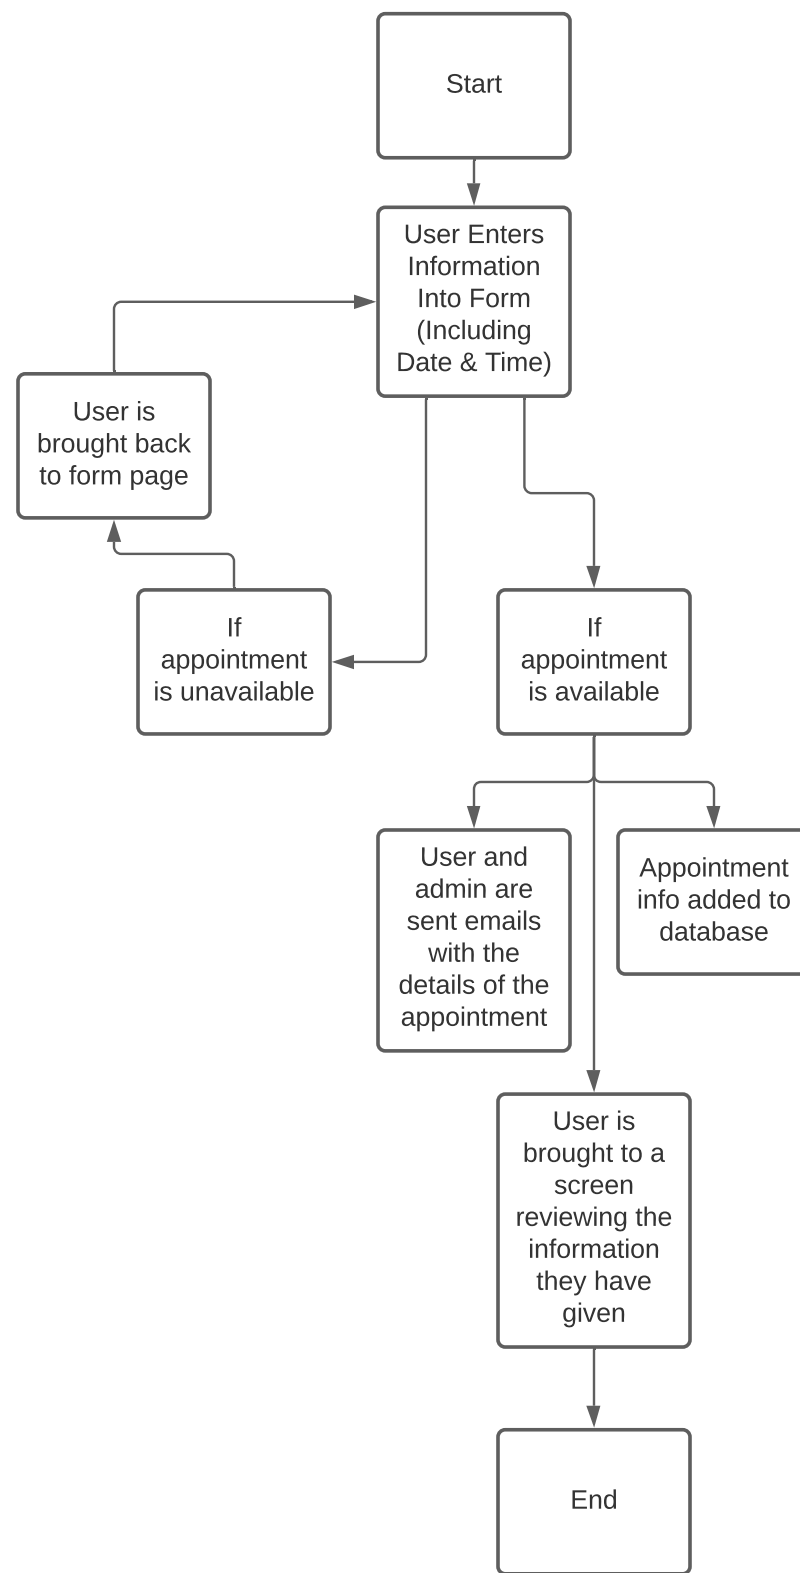 Start
User Enters
Information
Into Form
(Including
Date & Time)
User is
brought back
to form page
If
appointment
is unavailable
If
appointment
is available
User and
admin are
sent emails
with the
details of the
appointment
Appointment
info added to
database
User is
brought to a
screen
reviewing the
information
they have
given
End